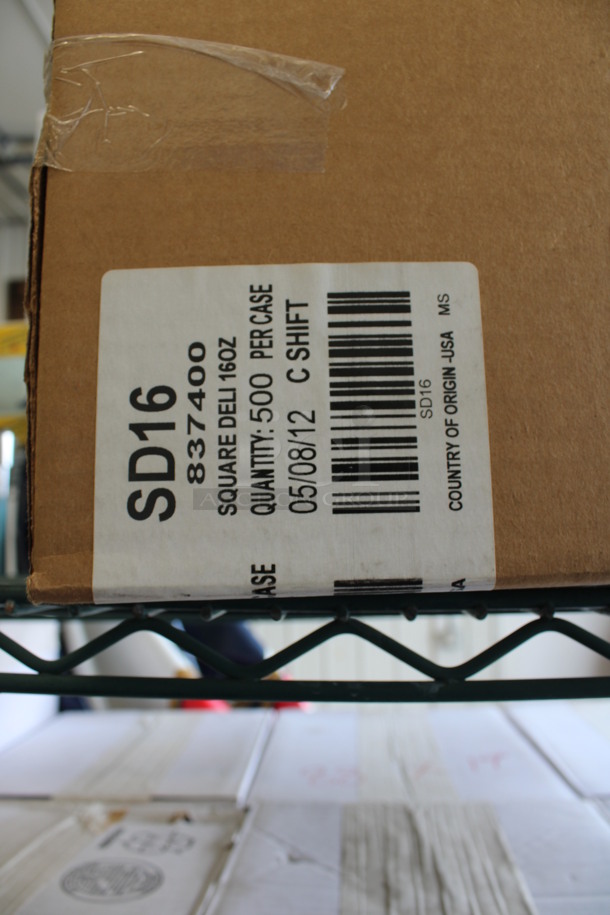 SD16
837400
SQUARE DELI 16OZ
QUANTITY: 500 PER CASE
05/08/12 C SHIFT
SD16
COUNTRY OF ORIGIN -USA MS
ASE
A